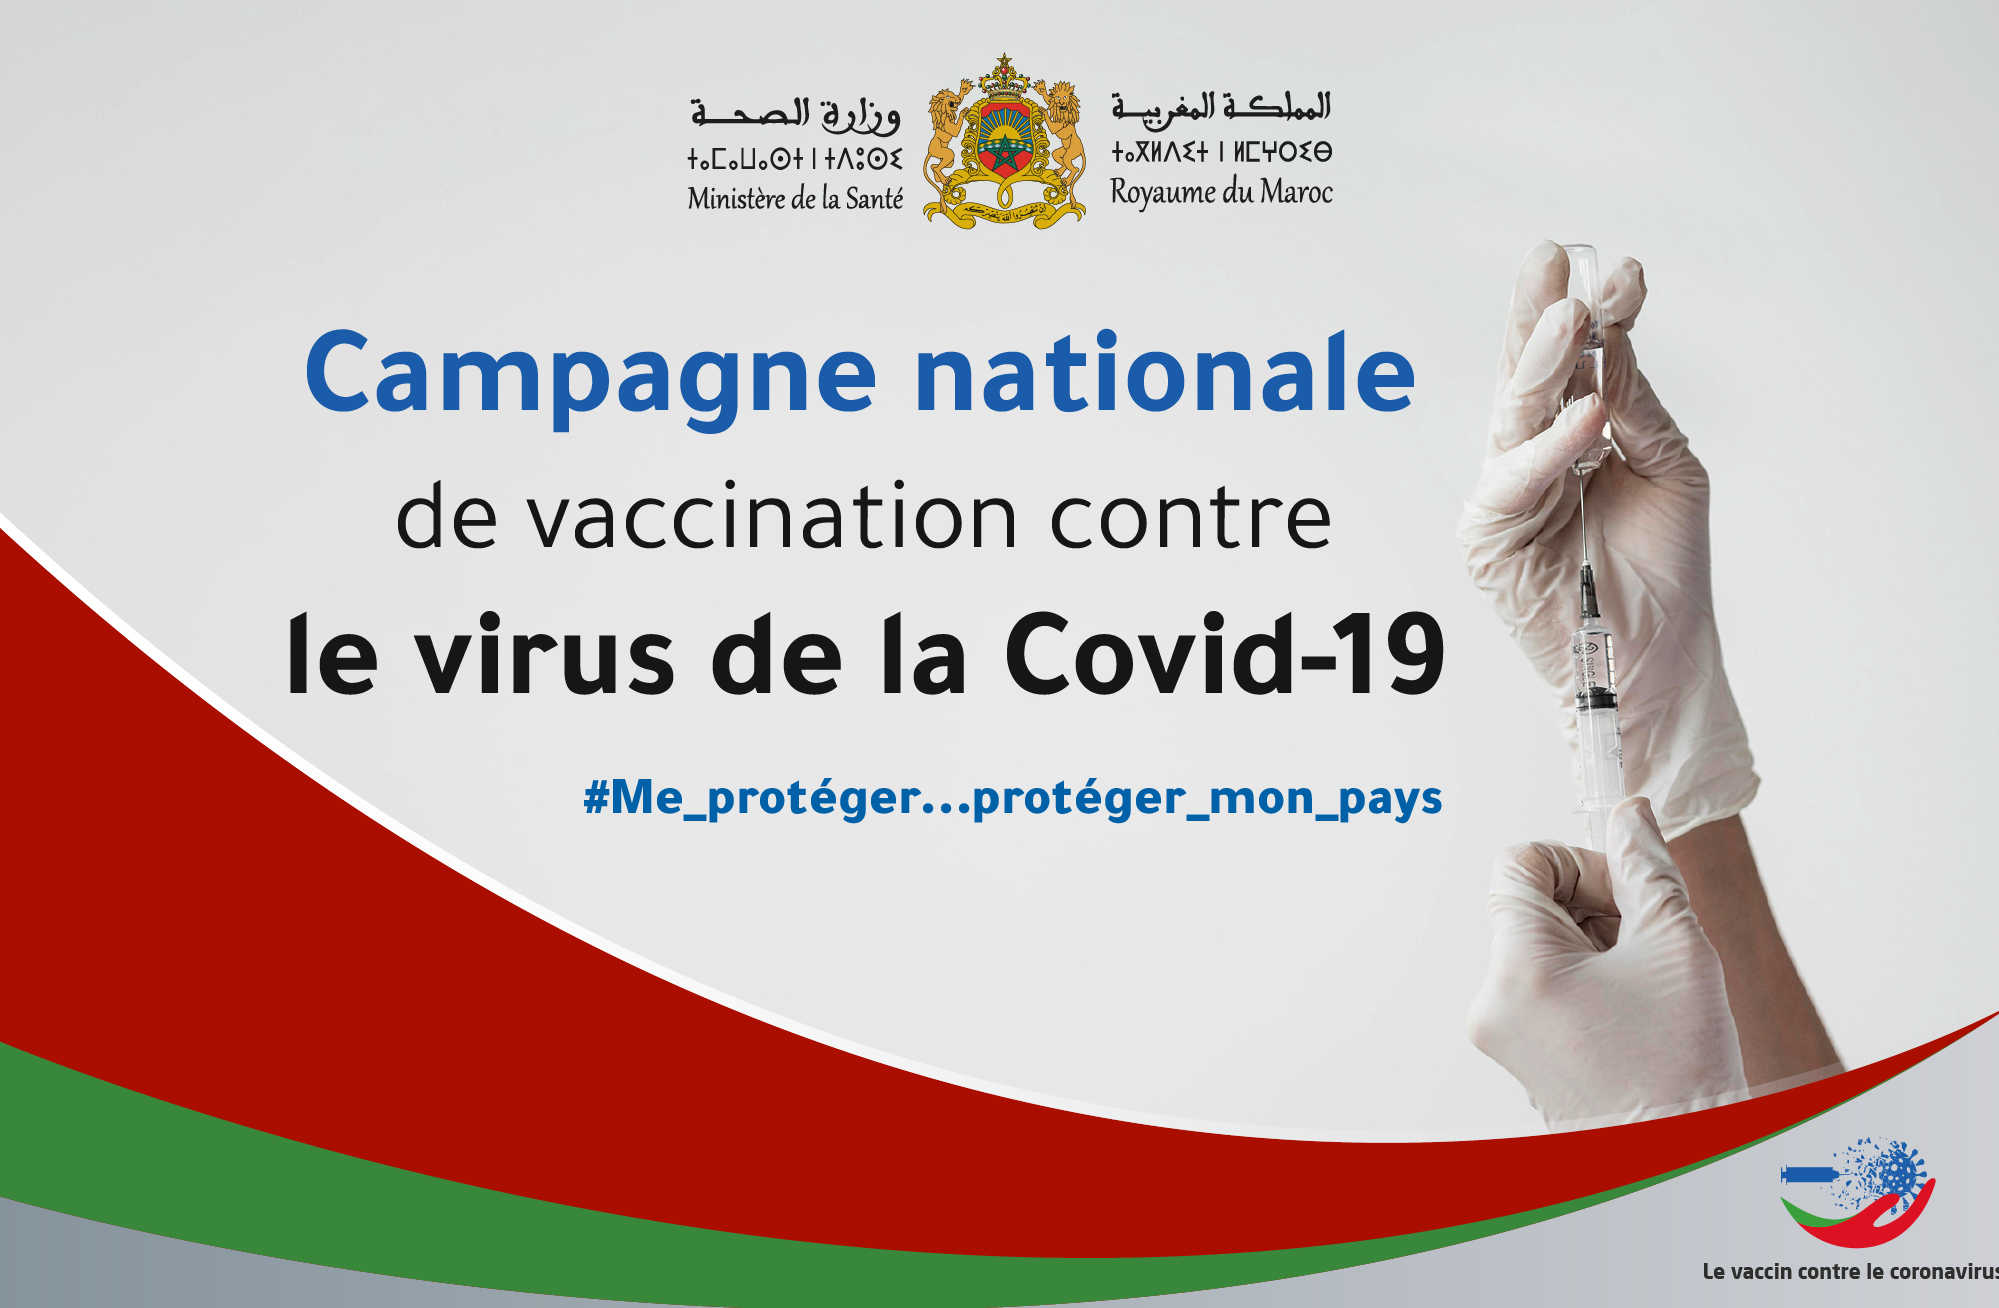 وزارة الصحة
ⵜⴰⵎⴰⵡⴰⵙⵜ ⵏ ⵜⴷⵓⵙⵉ
Ministère de la Santé
المملكة المغربية
ⵜⴰⴳⵍⴷⵉⵜ ⵏ ⵍⵎⵖⵔⵉⴱ
Royaume du Maroc
Campagne nationale
de vaccination contre
le virus de la Covid-19
#Me_protéger...protéger_mon_pays
Le vaccin contre le coronavirus